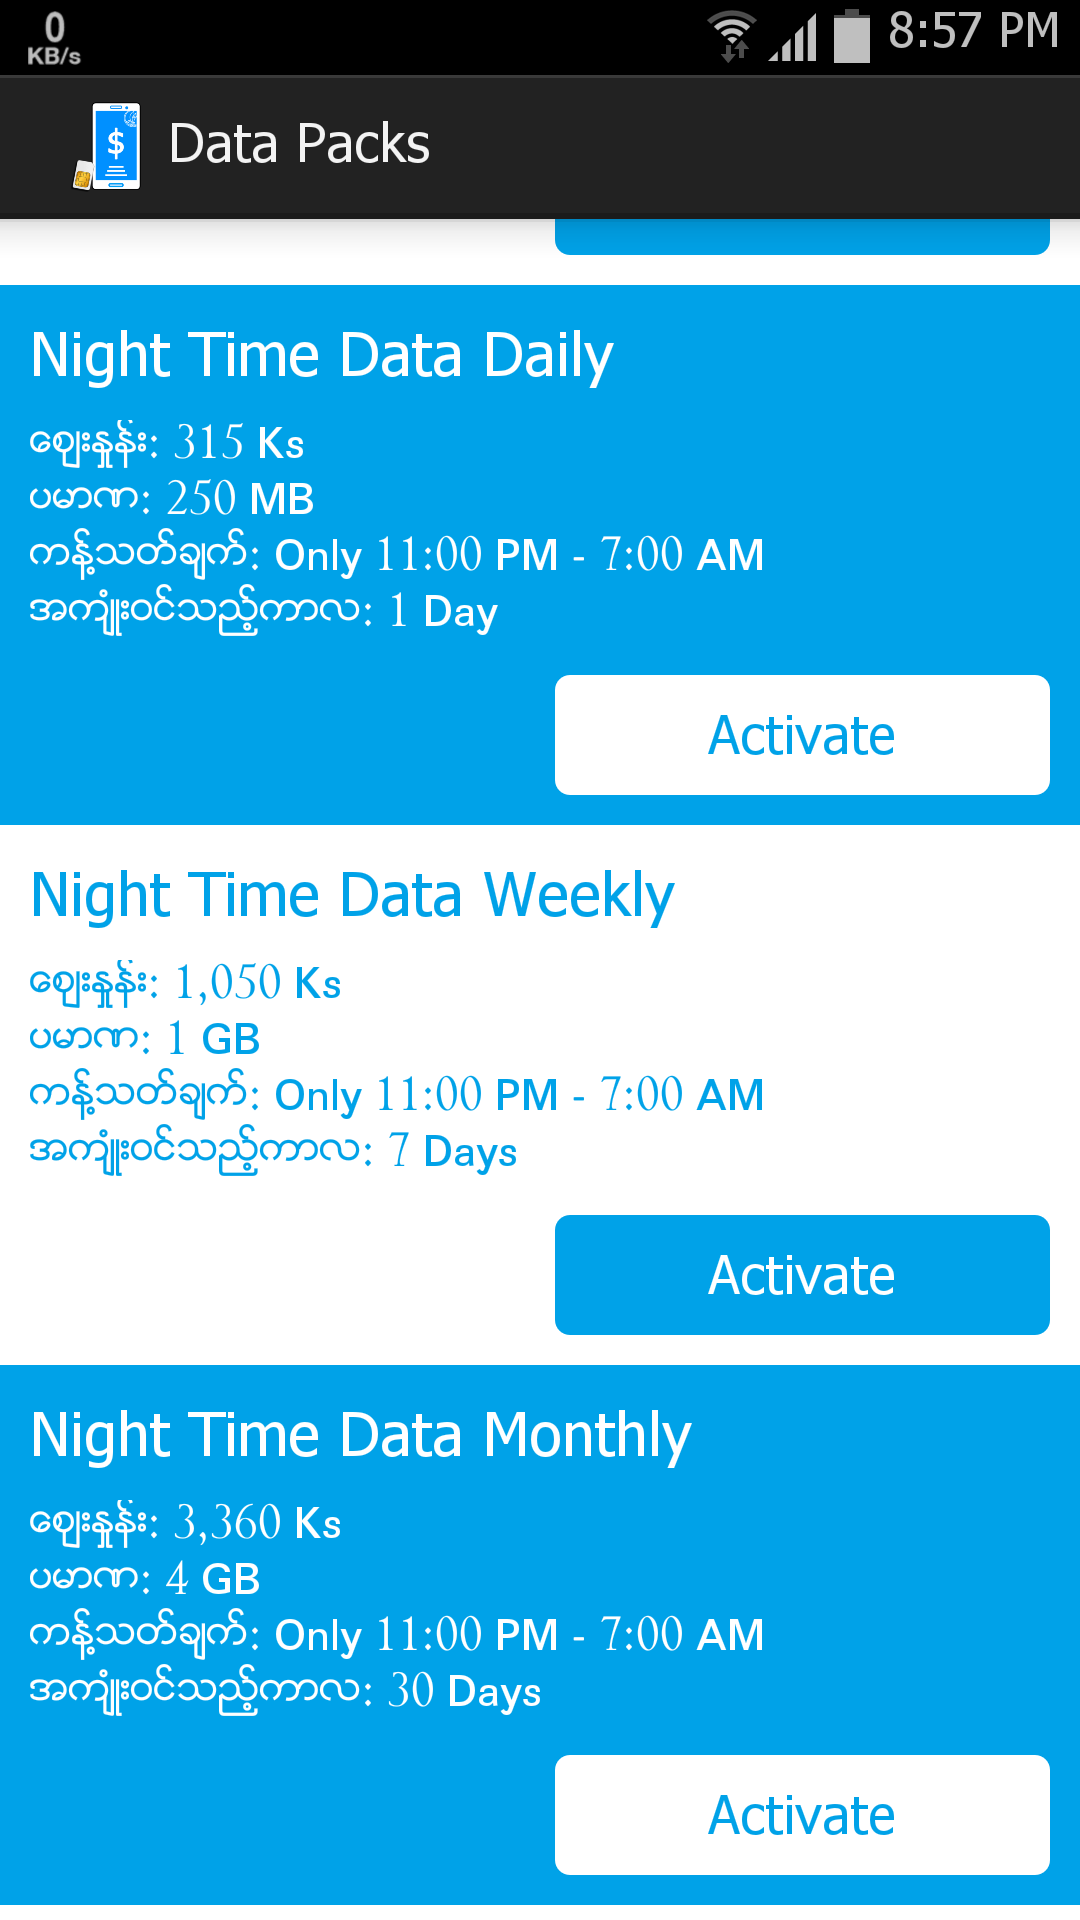 0
KB/s
8:57 PM
$
Data Packs
Night Time Data Daily
ဈေးနှုန်း: 315 Ks
ပမာဏ: 250 MB
ကန့်သတ်ချက်: Only 11:00 PM - 7:00 AM
အကျုံးဝင်သည့်ကာလ: 1 Day
Activate
Night Time Data Weekly
ဈေးနှုန်း: 1,050 Ks
ပမာဏ: 1 GB
ကန့်သတ်ချက်: Only 11:00 PM - 7:00 AM
အကျုံးဝင်သည့်ကာလ: 7 Days
Activate
Night Time Data Monthly
ဈေးနှုန်း: 3,360 Ks
ပမာဏ: 4 GB
ကန့်သတ်ချက်: Only 11:00 PM - 7:00 AM
အကျုံးဝင်သည့်ကာလ: 30 Days
Activate